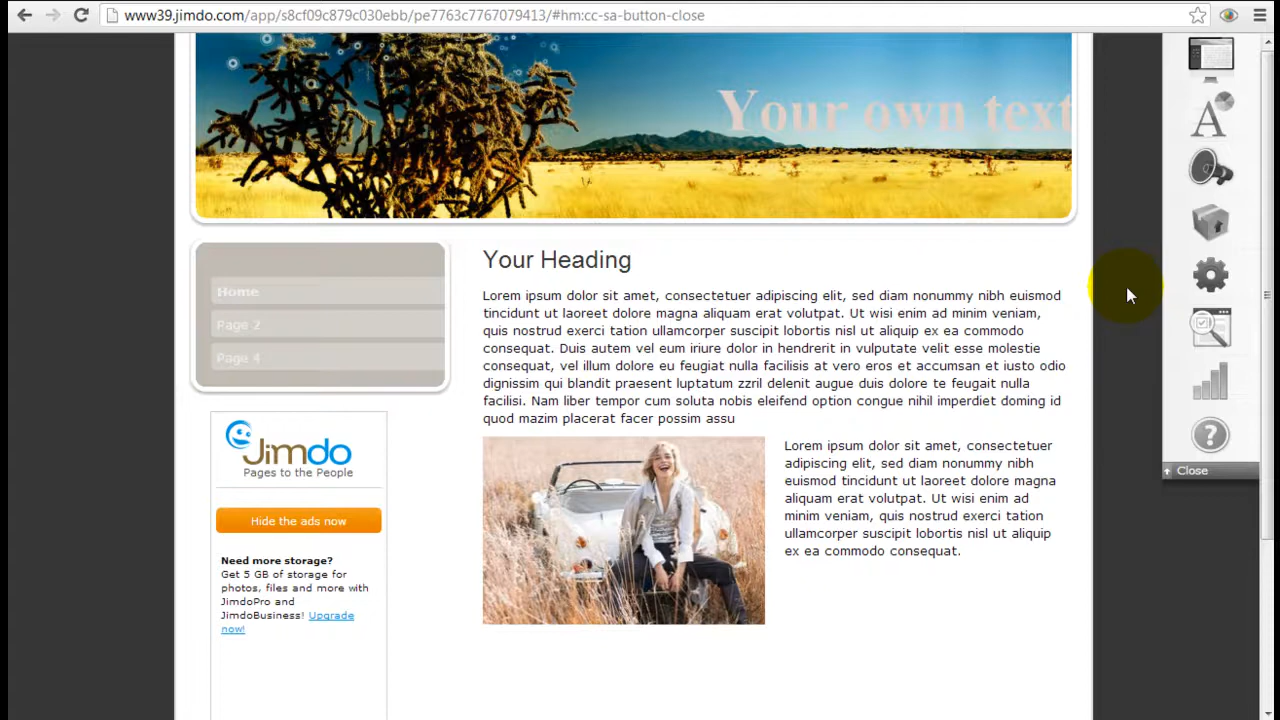 www39.jimdo.com/app/s8cf09c879c030ebb/pe7763c7767079413/#hm:cc-sa-button-close
Your own text
Home
Page 2
Page 4
Your Heading
Lorem ipsum dolor sit amet, consectetuer adipiscing elit, sed diam nonummy nibh euismod
tincidunt ut laoreet dolore magna aliquam erat volutpat. Ut wisi enim ad minim veniam,
quis nostrud exerci tation ullamcorper suscipit lobortis nisl ut aliquip ex ea commodo
consequat. Duis autem vel eum iriure dolor in hendrerit in vulputate velit esse molestie
consequat, vel illum dolore eu feugiat nulla facilisis at vero eros et accumsan et iusto odio
dignissim qui blandit praesent luptatum zzril delenit augue duis dolore te feugait nulla
facilisi. Nam liber tempor cum soluta nobis eleifend option congue nihil imperdiet doming id
quod mazim placerat facer possim assu
Lorem ipsum dolor sit amet, consectetuer
adipiscing elit, sed diam nonummy nibh
euismod tincidunt ut laoreet dolore magna
aliquam erat volutpat. Ut wisi enim ad
minim veniam, quis nostrud exerci tation
ullamcorper suscipit lobortis nisl ut aliquip
ex ea commodo consequat.
Jimdo
Pages to the People
Hide the ads now
Need more storage?
Get 5 GB of storage for
photos, files and more with
JimdoPro and
JimdoBusiness! Upgrade
now!
A
?
Close